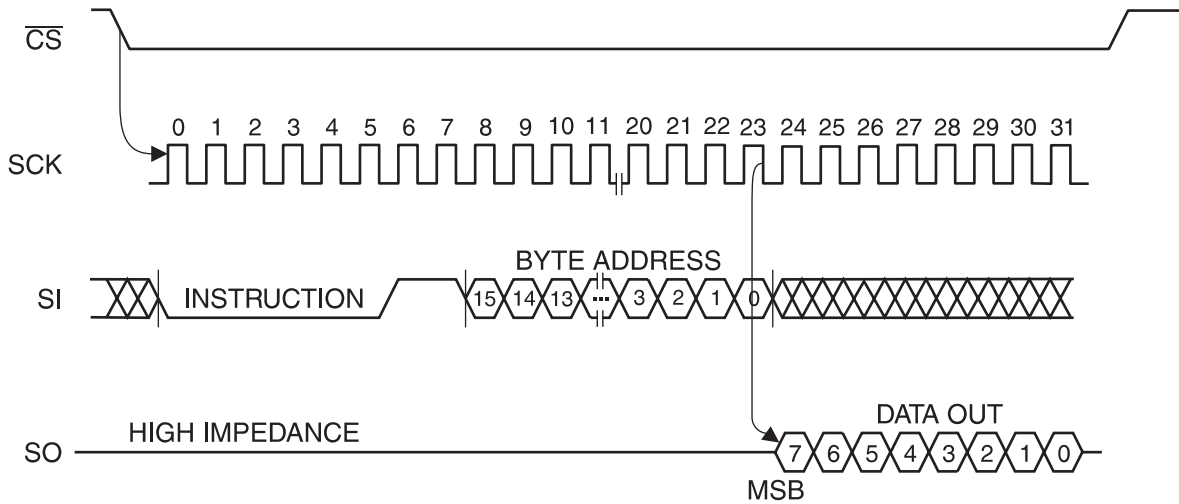 CS
0 1 2 3 4 5 6 7 8 9 10 11 20 21 22 23 24 25 26 27 28 29 30 31
SCK
BYTE ADDRESS
SI INSTRUCTION 15 14 13 ... 3 2 1 0
DATA OUT
HIGH IMPEDANCE
SO 7 6 5 4 3 2 1 0
MSB